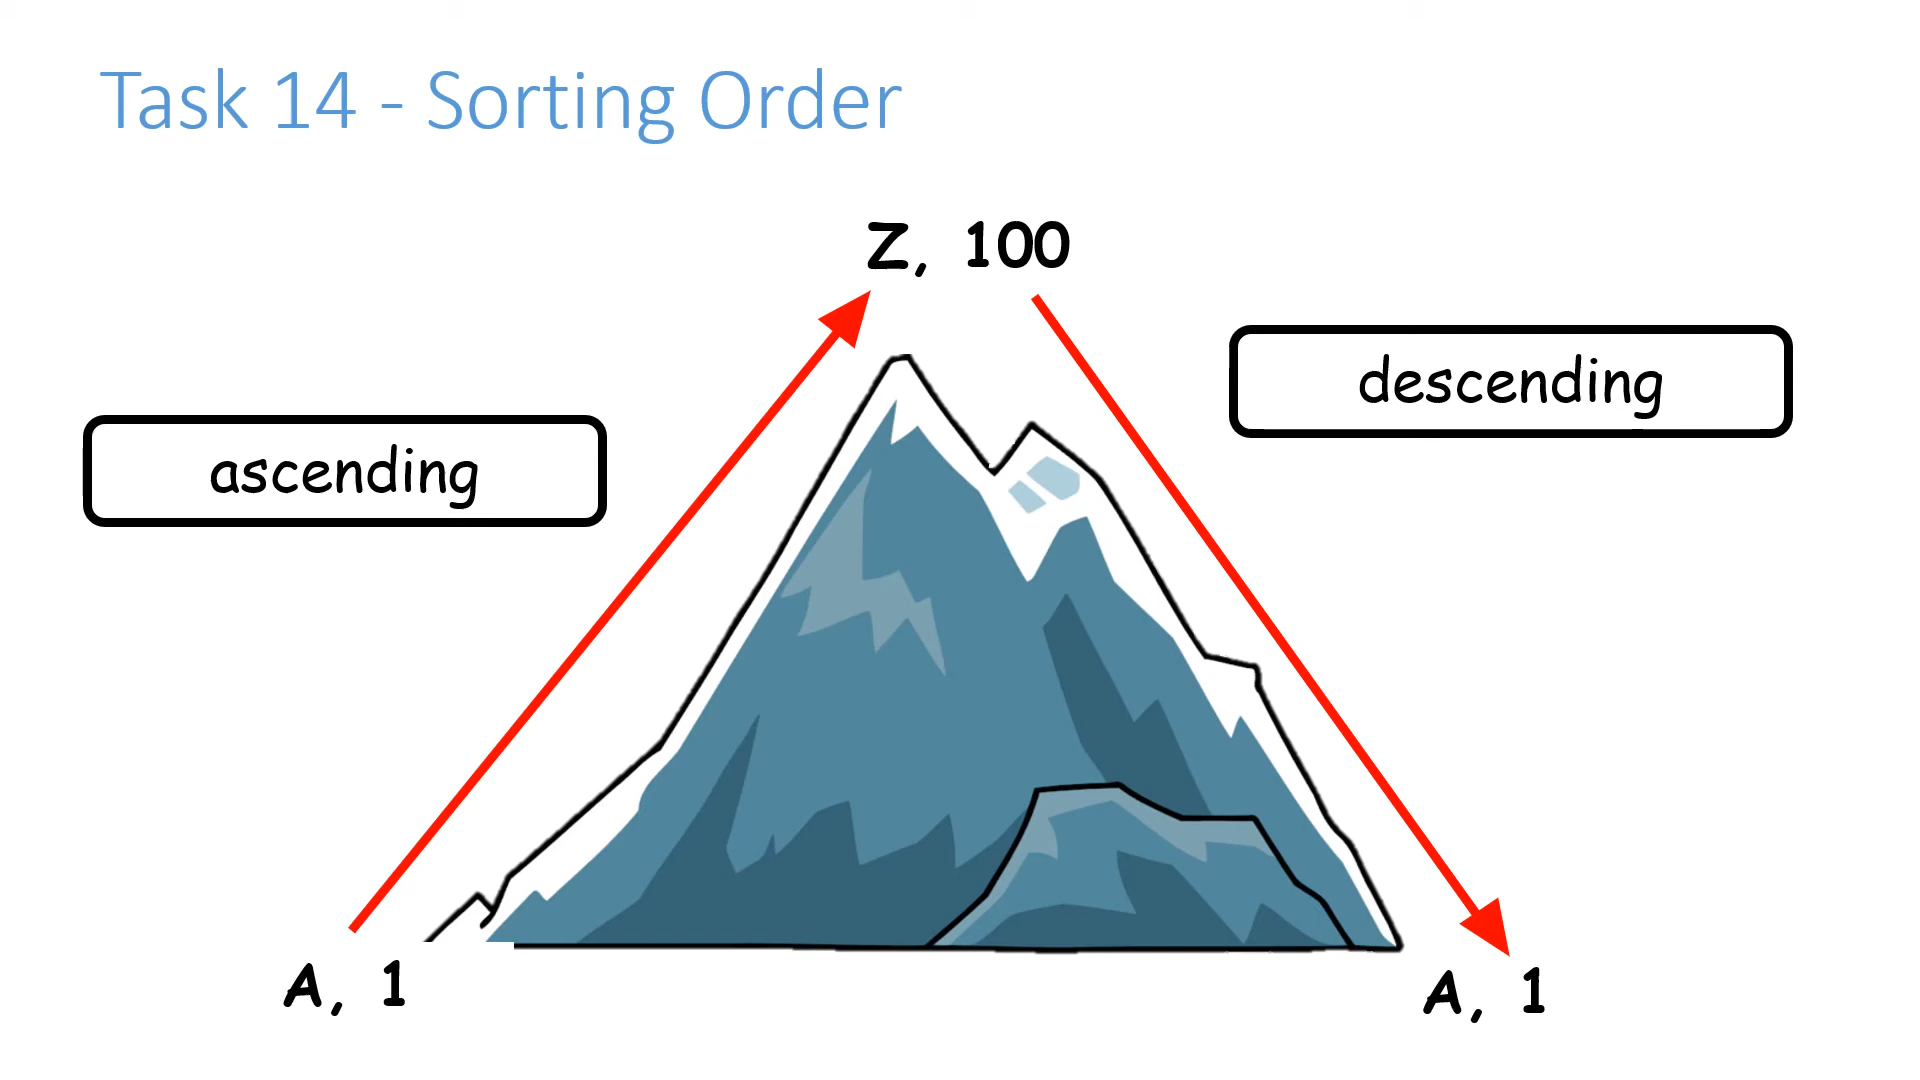 Task 14 - Sorting Order
Z, 100
descending
ascending
A, 1
A, 1